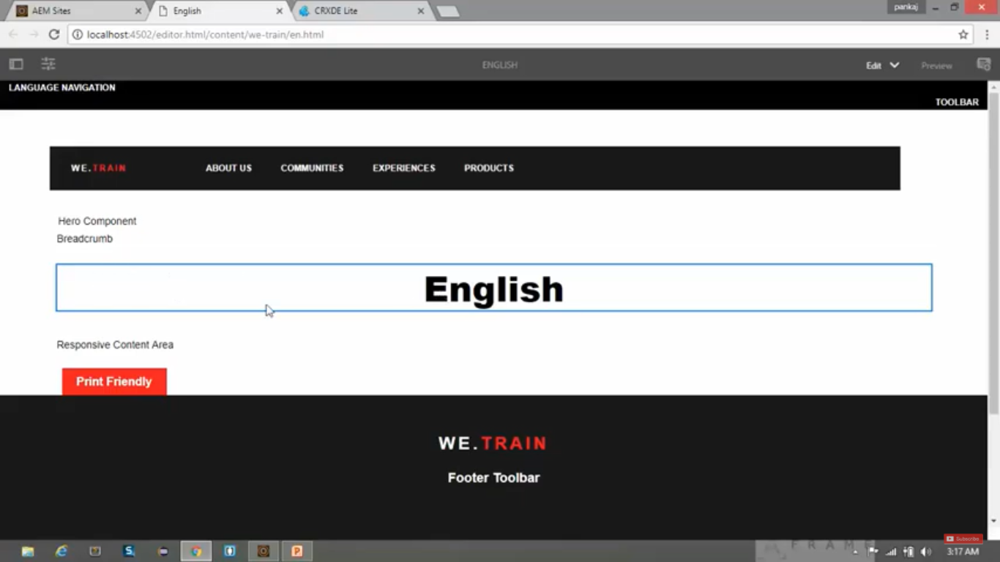 AEM Sites English CRXDE Lite pankaj
localhost:4502/editor.html/content/we-train/en.html
ENGLISH Edit Preview
LANGUAGE NAVIGATION
TOOLBAR
WE.TRAIN ABOUT US COMMUNITIES EXPERIENCES PRODUCTS
Hero Component
Breadcrumb
English
Responsive Content Area
Print Friendly
WE.TRAIN
Footer Toolbar
Subscribe
FRAME
3:17 AM